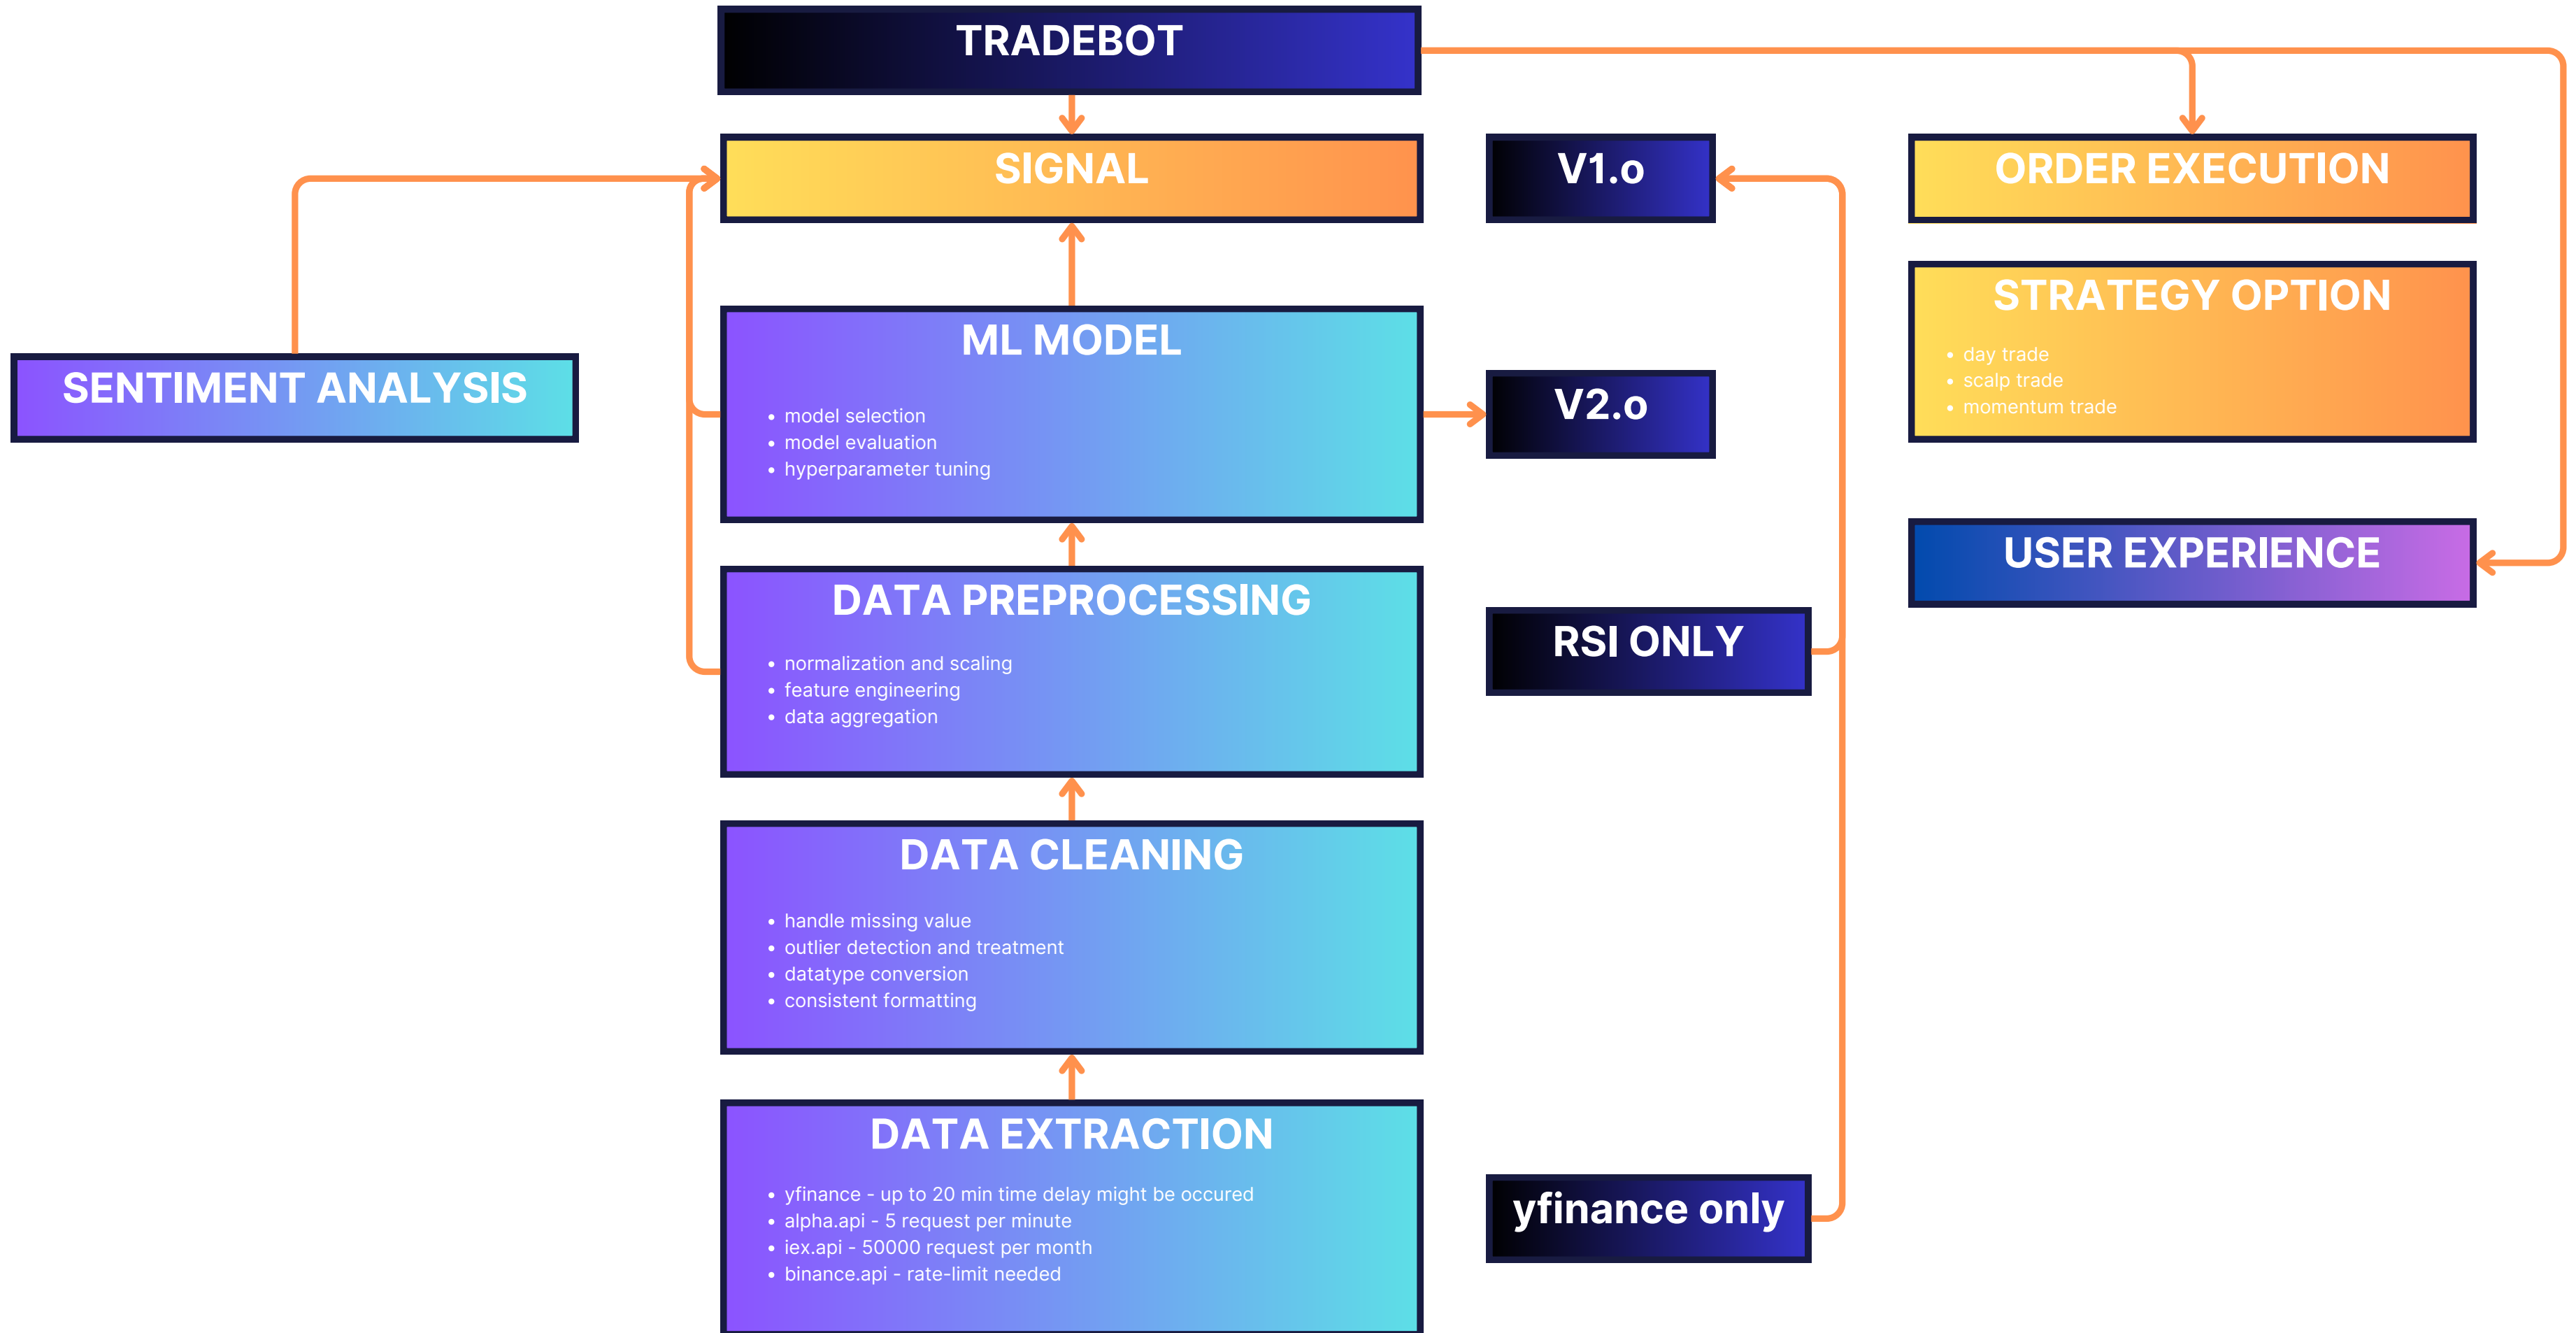 TRADEBOT
SIGNAL
V1.o
ORDER EXECUTION
STRATEGY OPTION
• day trade
• scalp trade
• momentum trade
ML MODEL
• model selection
• model evaluation
• hyperparameter tuning
SENTIMENT ANALYSIS
V2.o
USER EXPERIENCE
DATA PREPROCESSING
• normalization and scaling
• feature engineering
• data aggregation
RSI ONLY
DATA CLEANING
• handle missing value
• outlier detection and treatment
• datatype conversion
• consistent formatting
DATA EXTRACTION
• yfinance - up to 20 min time delay might be occured
• alpha.api - 5 request per minute
• iex.api - 50000 request per month
• binance.api - rate-limit needed
yfinance only